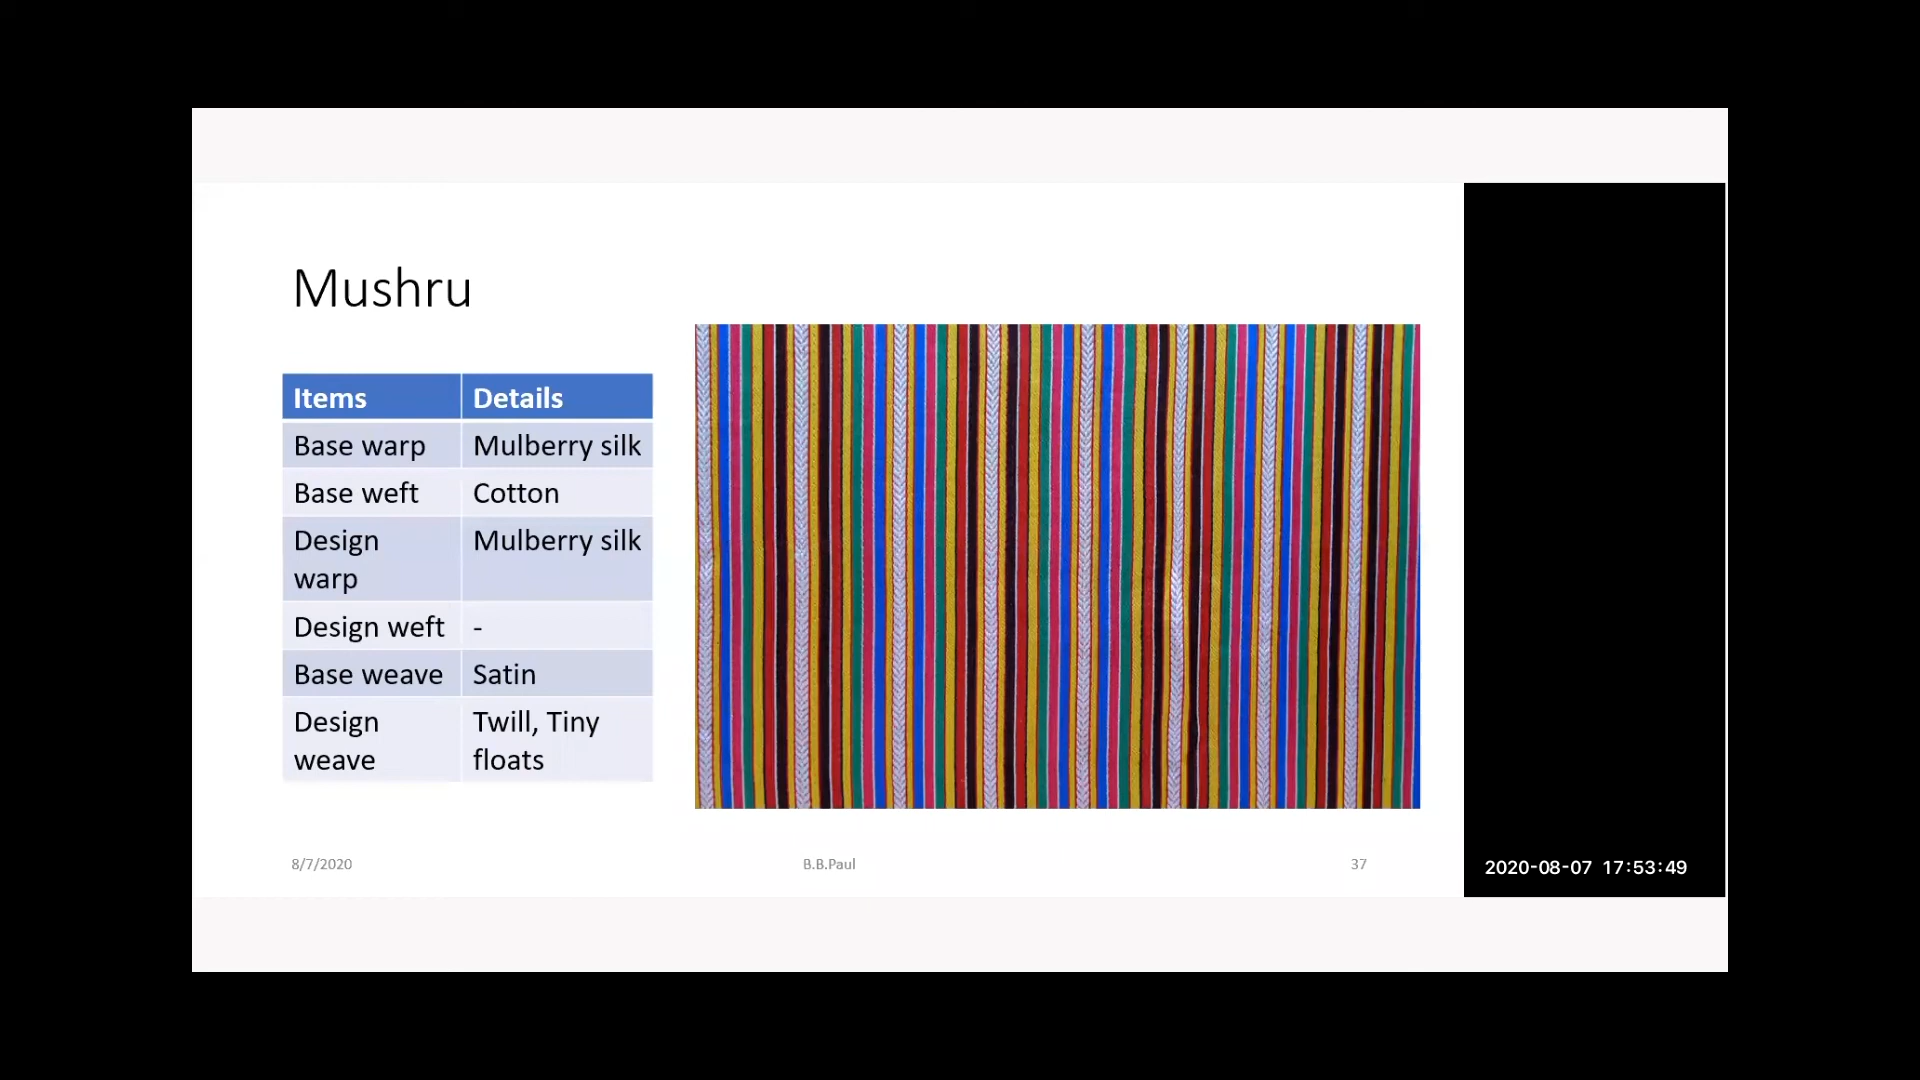 Mushru
Items Details
Base warp Mulberry silk
Base weft Cotton
Design Mulberry silk
warp
Design weft -
Base weave Satin
Design Twill, Tiny
weave floats
8/7/2020 B.B.Paul 37
2020-08-07 17:53:49